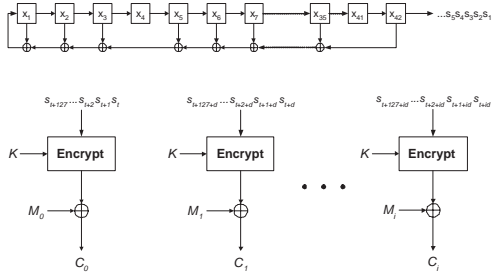 x1 x2 x3 x4 x5 x6 x7 x35 x41 x42 ...s5s4s3s2s1
st+127 ...st+2 st+1 st st+127+d ...st+2+d st+1+d st+d st+127+id ...st+2+id st+1+id st+id
K Encrypt K Encrypt K Encrypt
M0 M1 Mi
C0 C1 Ci